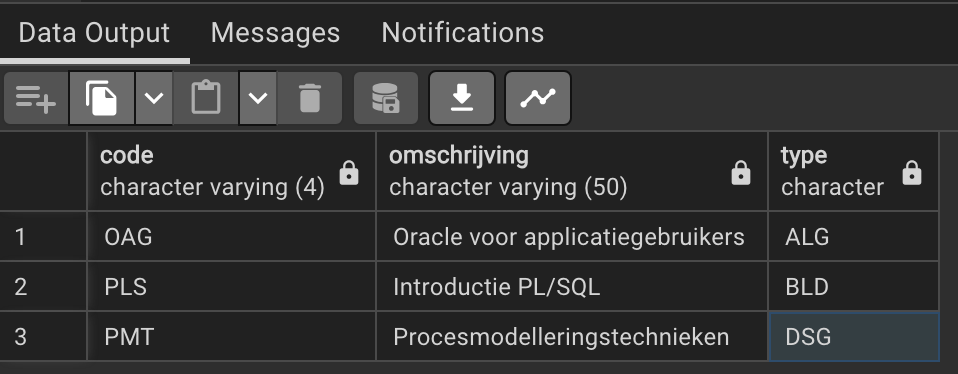 Data Output Messages Notifications
code omschrijving type
character varying (4) character varying (50) character
1 OAG Oracle voor applicatiegebruikers ALG
2 PLS Introductie PL/SQL BLD
3 PMT Procesmodelleringstechnieken DSG